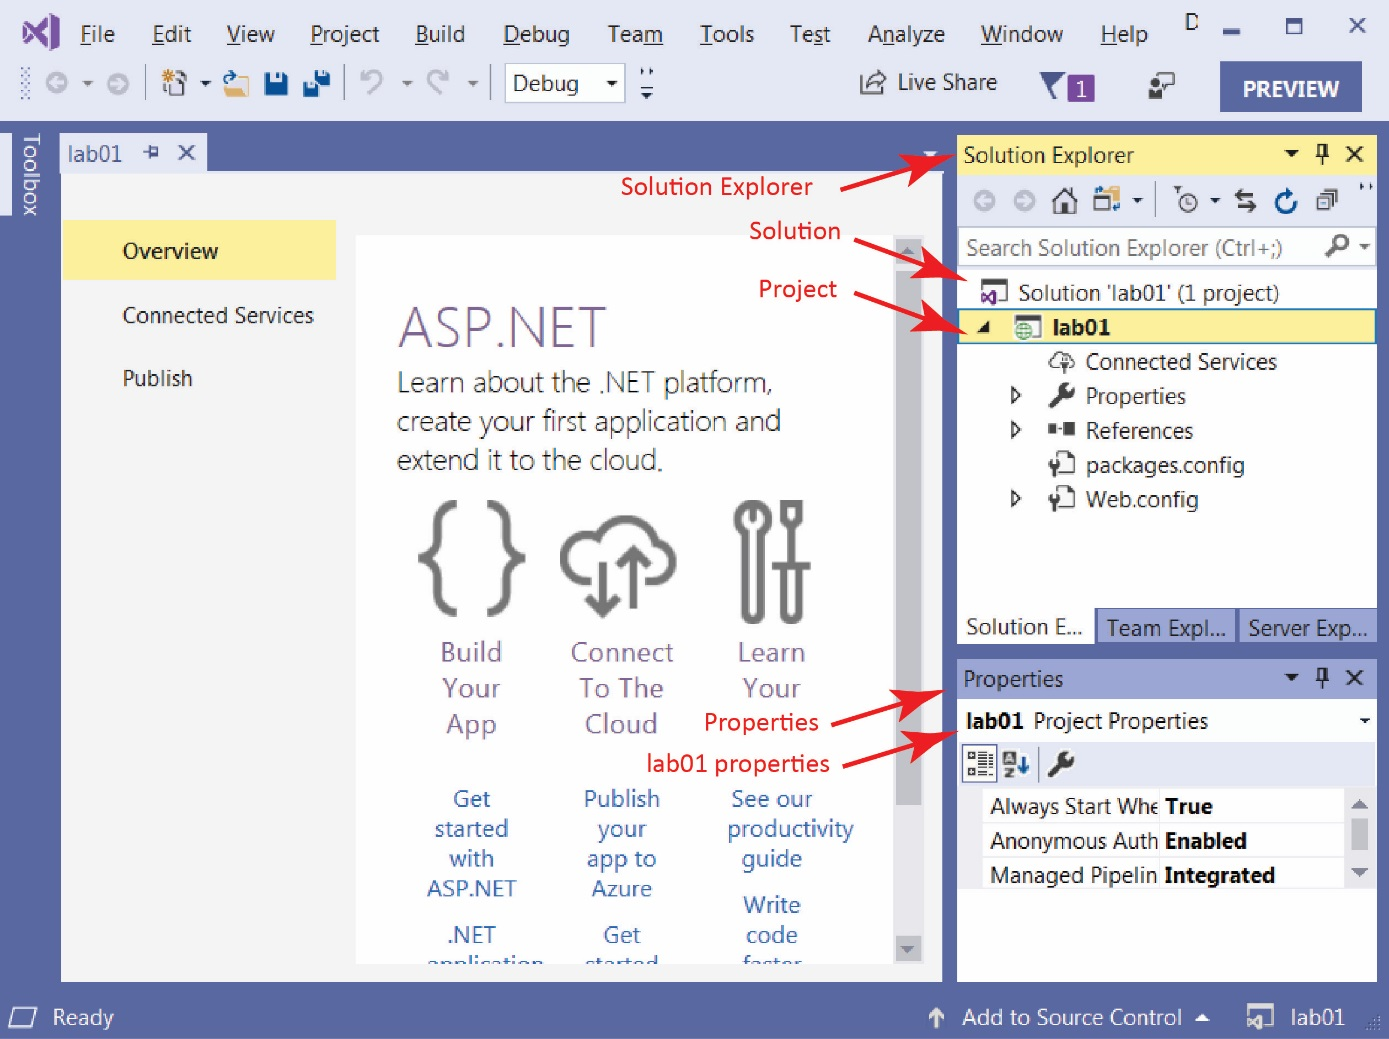 File Edit View Project Build Debug Team Tools Test Analyze Window Help D
Debug Live Share 1 PREVIEW
Toolbox
lab01
Overview
Connected Services
Publish
ASP.NET
Learn about the .NET platform,
create your first application and
extend it to the cloud.
Build
Your
App
Connect
To The
Cloud
Learn
Your
Get
started
with
ASP.NET
.NET
application
Publish
your
app to
Azure
Get
started
See our
productivity
guide
Write
code
faster
Solution Explorer
Solution
Project
Properties
lab01 properties
Solution Explorer
Search Solution Explorer (Ctrl+;)
Solution 'lab01' (1 project)
lab01
Connected Services
Properties
References
packages.config
Web.config
Solution E... Team Expl... Server Exp...
Properties
lab01 Project Properties
A
Z
Always Start Whe True
Anonymous Auth Enabled
Managed Pipelin Integrated
Ready Add to Source Control lab01